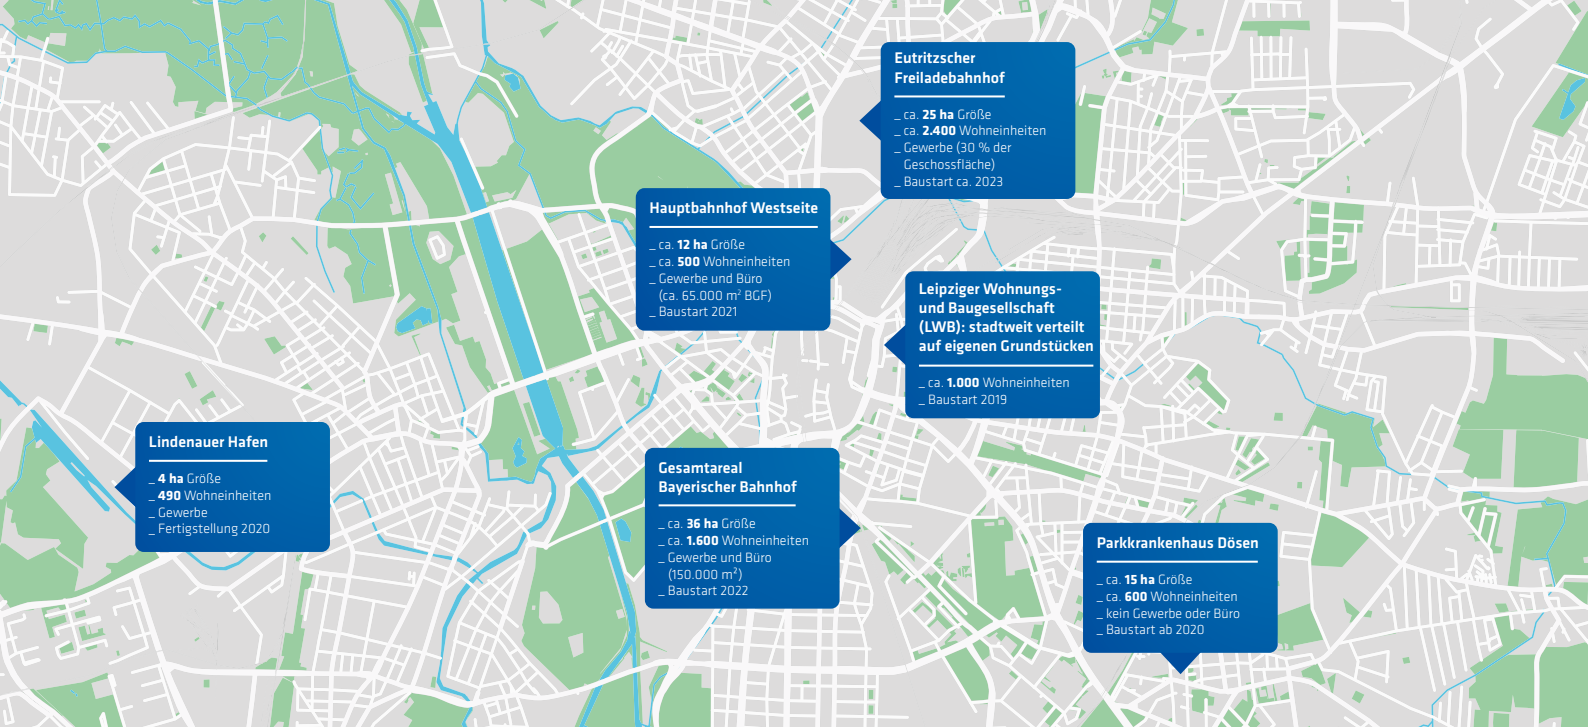 Eutritzscher
Freiladebahnhof
_ ca. 25 ha Größe
_ ca. 2.400 Wohneinheiten
_ Gewerbe (30 % der
Geschossfläche)
_ Baustart ca. 2023
Hauptbahnhof Westseite
_ ca. 12 ha Größe
_ ca. 500 Wohneinheiten
_ Gewerbe und Büro
(ca. 65.000 m² BGF)
_ Baustart 2021
Leipziger Wohnungs-
und Baugesellschaft
(LWB): stadtweit verteilt
auf eigenen Grundstücken
_ ca. 1.000 Wohneinheiten
_ Baustart 2019
Lindenauer Hafen
_ 4 ha Größe
_ 490 Wohneinheiten
_ Gewerbe
_ Fertigstellung 2020
Gesamtareal
Bayerischer Bahnhof
_ ca. 36 ha Größe
_ ca. 1.600 Wohneinheiten
_ Gewerbe und Büro
(150.000 m²)
_ Baustart 2022
Parkkrankenhaus Dösen
_ ca. 15 ha Größe
_ ca. 600 Wohneinheiten
_ kein Gewerbe oder Büro
_ Baustart ab 2020